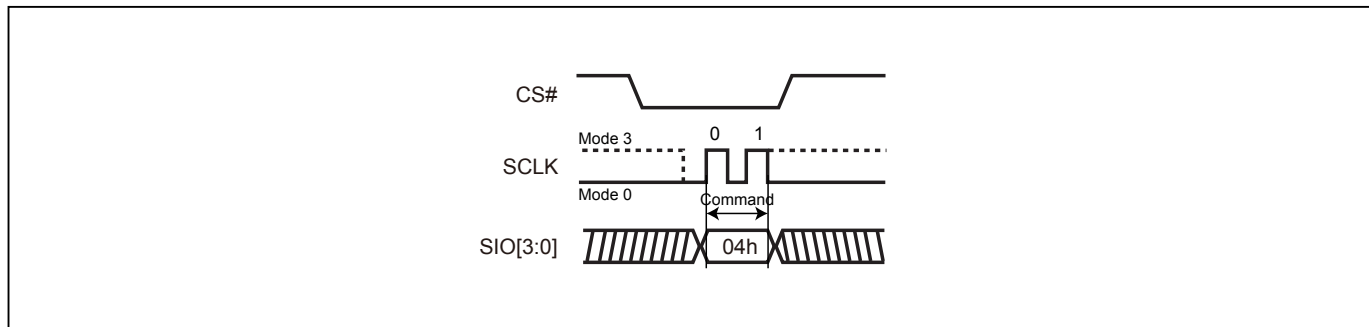 CS#
Mode 3
0 1
SCLK
Mode 0
Command
SIO[3:0]
04h